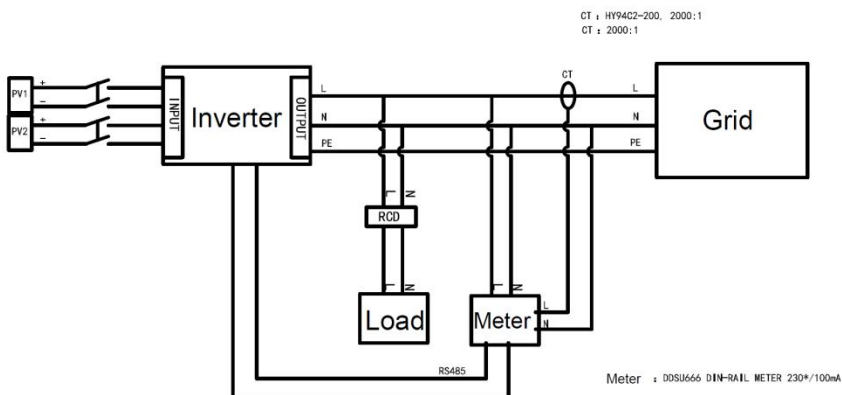 CT : HY94C2-200, 2000:1
CT : 2000:1
PV1
+
-
PV2
+
-
INPUT
Inverter
OUTPUT
L
N
PE
CT
L
N
PE
Grid
L
N
RCD
L
N
Load
L
N
Meter
L
N
RS485
Meter : DDSU666 DIN-RAIL METER 230*/100mA